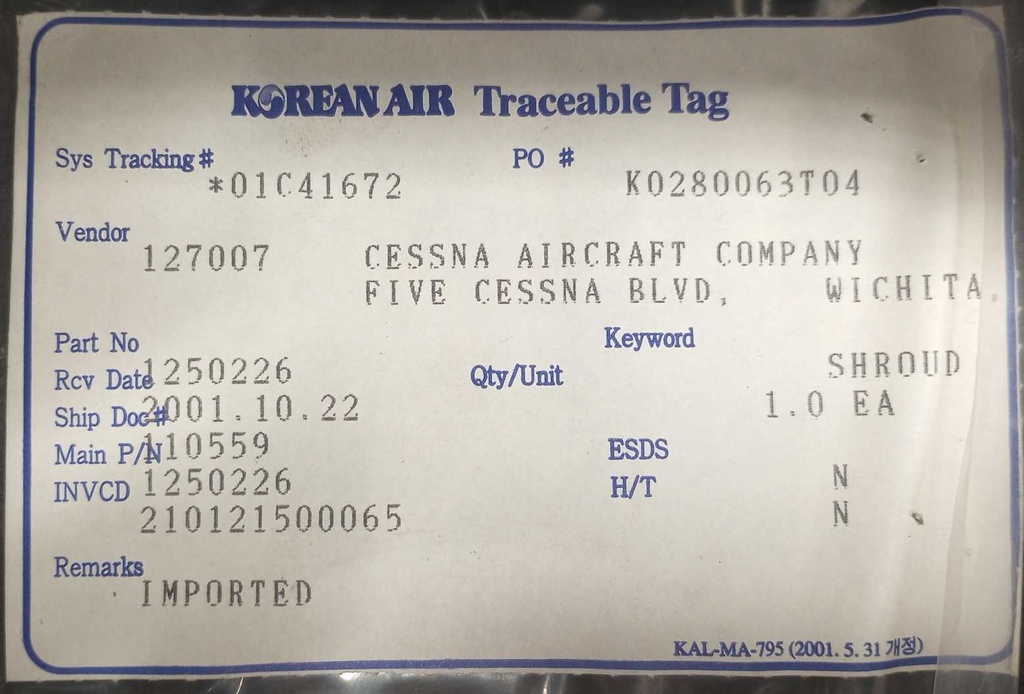 KOREAN AIR Traceable Tag
Sys Tracking# PO #
*01C41672 K0280063T04
Vendor
127007 CESSNA AIRCRAFT COMPANY
FIVE CESSNA BLVD, WICHITA,
Part No Keyword
1250226 SHROUD
Rcv Date Qty/Unit
2001.10.22 1.0 EA
Ship Doc#
110559
Main P/N ESDS
1250226 N
INVCD H/T
210121500065 N
Remarks
IMPORTED
KAL-MA-795 (2001. 5. 31 개정)